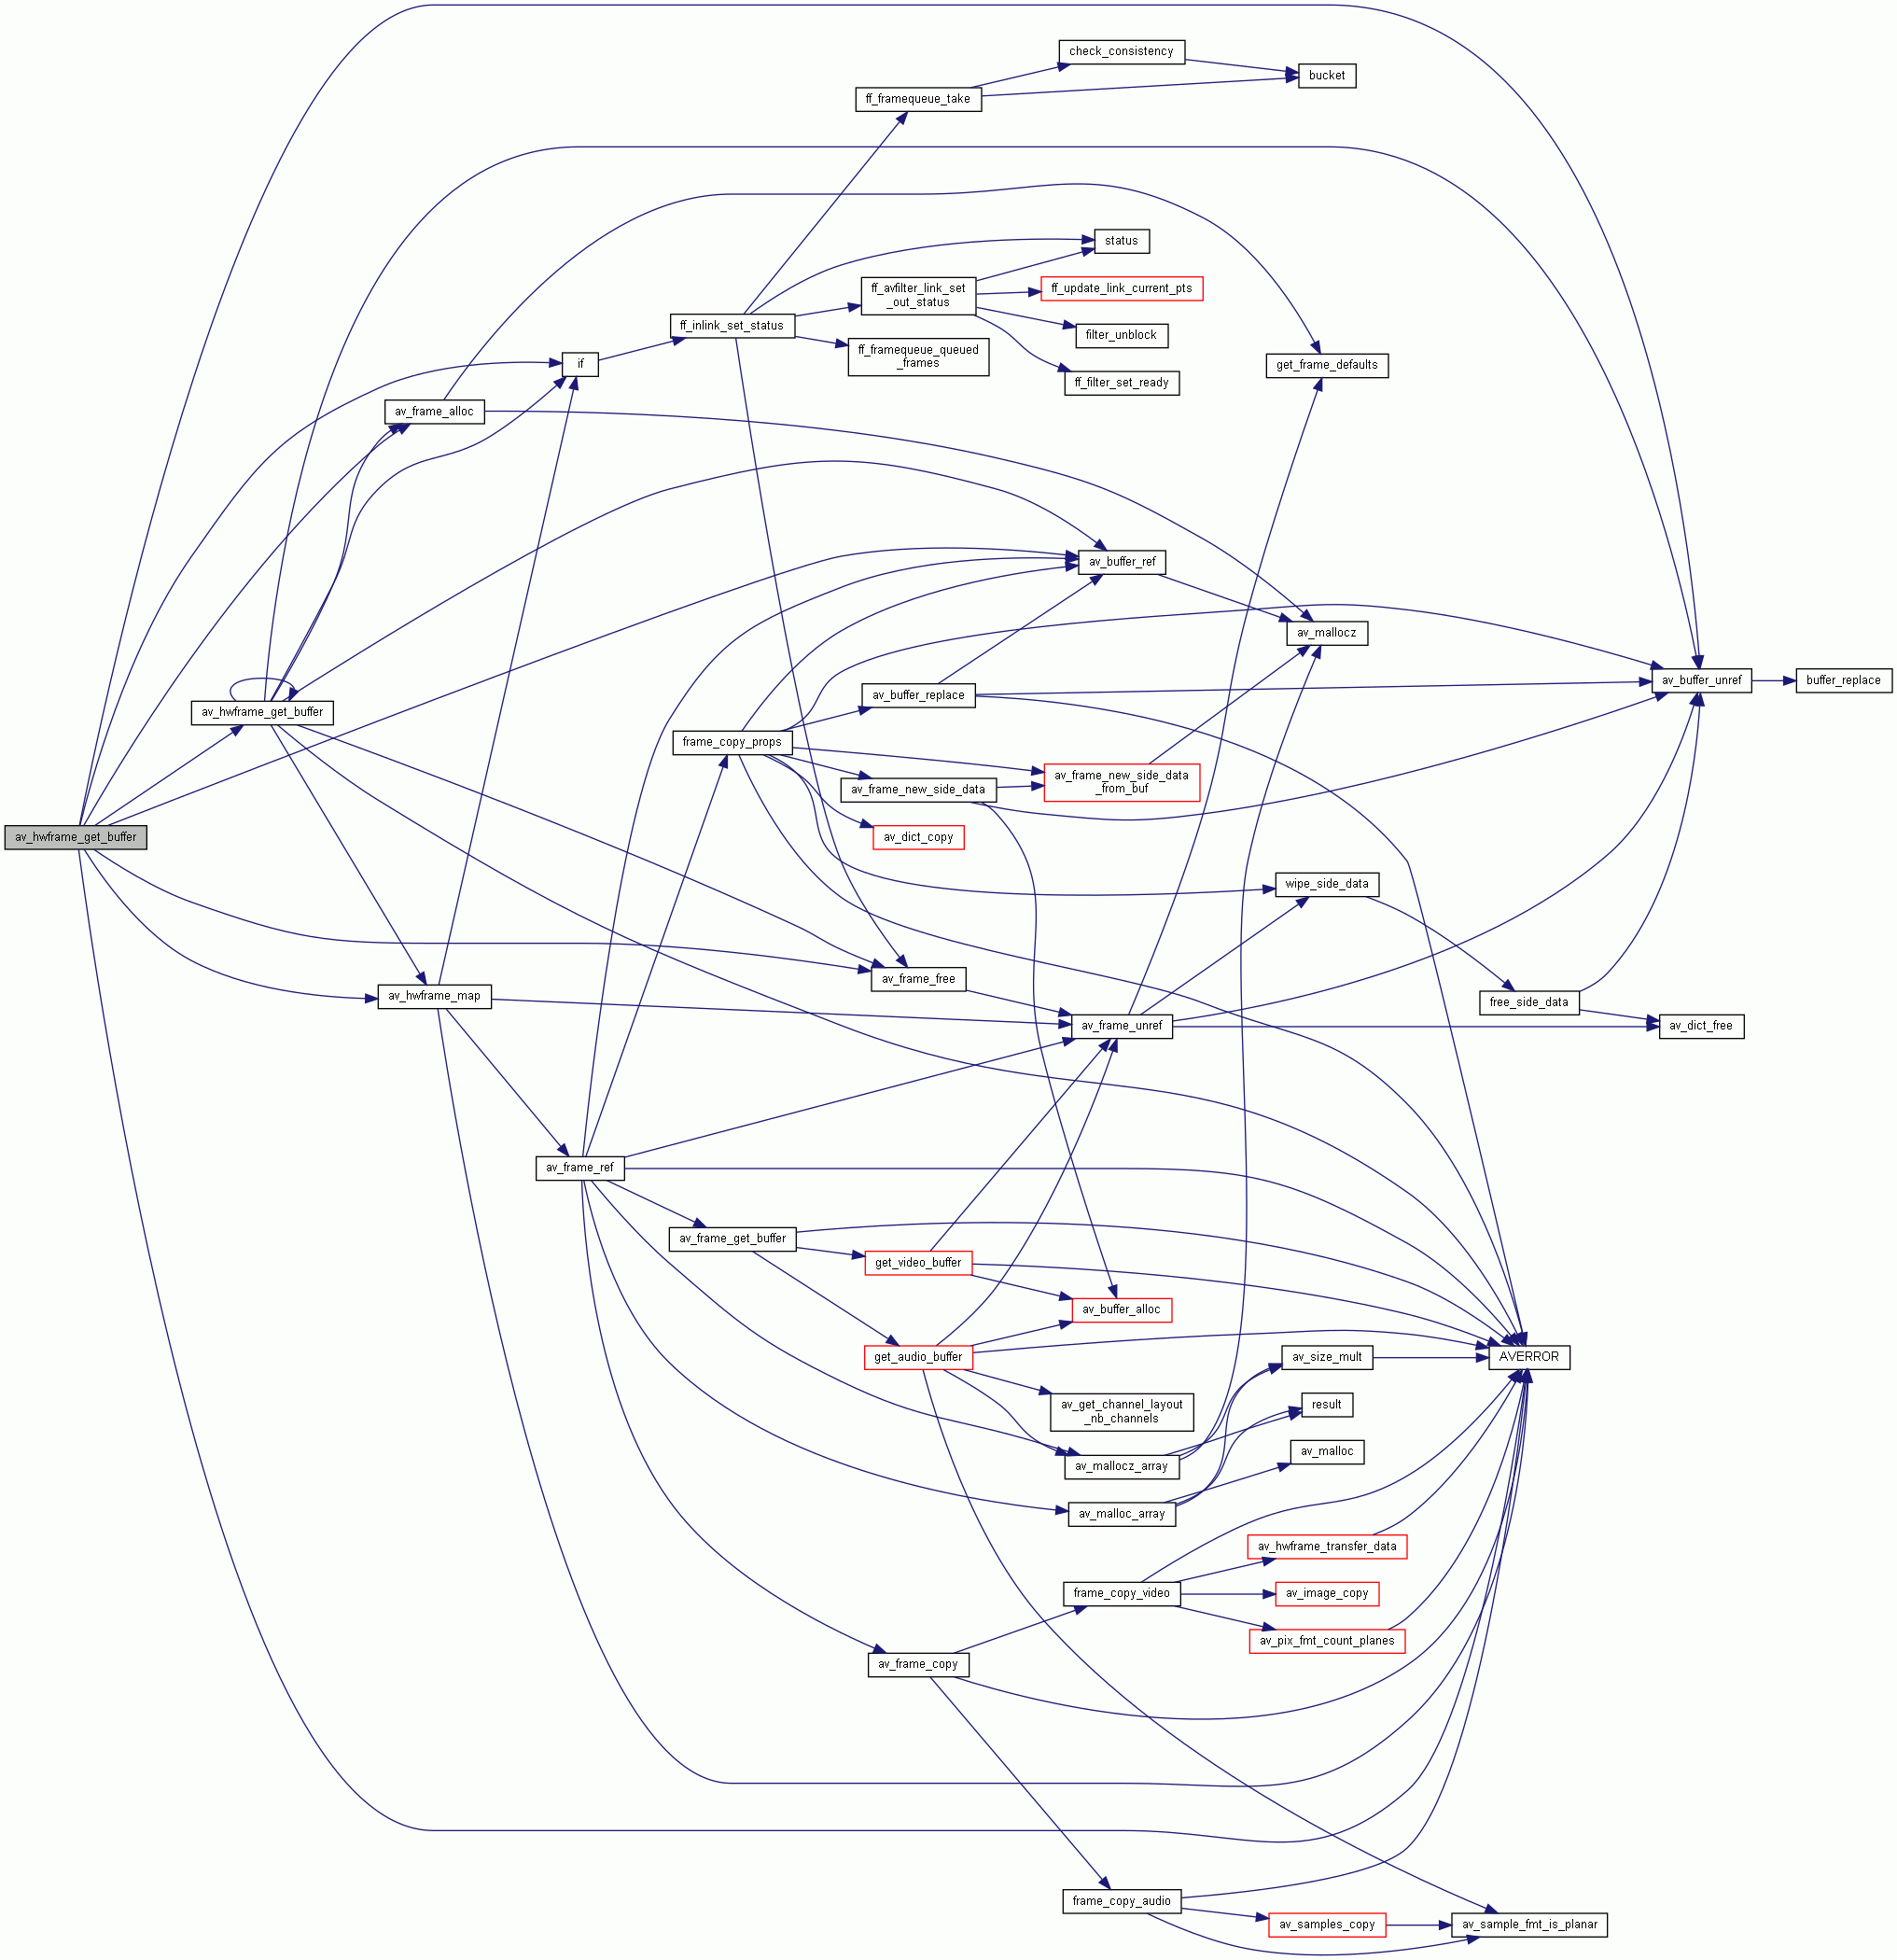 check_consistency
bucket
ff_framequeue_take
status
ff_avfilter_link_set
_out_status
ff_update_link_current_pts
ff_inlink_set_status
filter_unblock
ff_framequeue_queued
_frames
if
get_frame_defaults
ff_filter_set_ready
av_frame_alloc
av_buffer_ref
av_mallocz
av_buffer_unref
buffer_replace
av_buffer_replace
av_hwframe_get_buffer
frame_copy_props
av_frame_new_side_data
_from_buf
av_frame_new_side_data
av_hwframe_get_buffer
av_dict_copy
wipe_side_data
av_frame_free
av_hwframe_map
free_side_data
av_frame_unref
av_dict_free
av_frame_ref
av_frame_get_buffer
get_video_buffer
av_buffer_alloc
get_audio_buffer
av_size_mult
AVERROR
av_get_channel_layout
_nb_channels
result
av_malloc
av_mallocz_array
av_malloc_array
av_hwframe_transfer_data
frame_copy_video
av_image_copy
av_pix_fmt_count_planes
av_frame_copy
frame_copy_audio
av_samples_copy
av_sample_fmt_is_planar